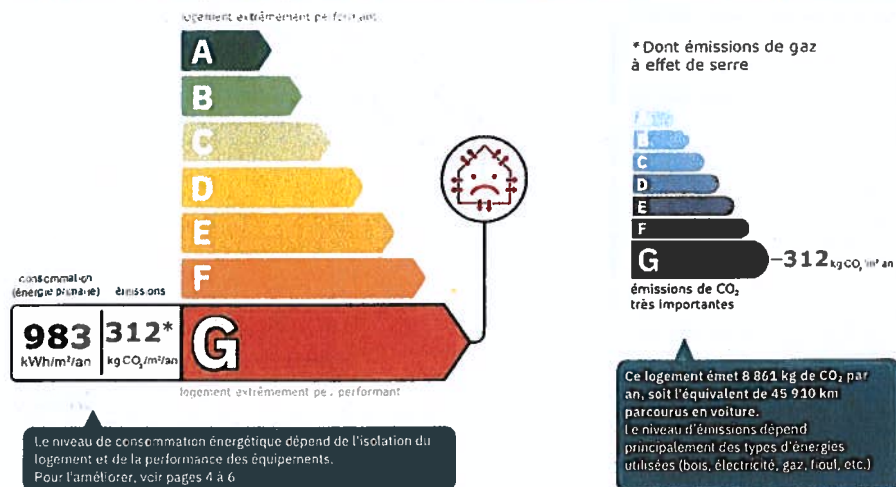 logement extrêmement performant
A
B
C
D
E
F
G
consommation
(énergie primaire)
émissions
983
kWh/m²/an
312*
kg CO₂/m²/an
logement extrêmement peu performant
Le niveau de consommation énergétique dépend de l'isolation du
logement et de la performance des équipements.
Pour l'améliorer, voir pages 4 à 6
*Dont émissions de gaz
à effet de serre
B
C
D
E
F
G
312 kg CO₂/m² an
émissions de CO₂
très importantes
Ce logement émet 8 861 kg de CO₂ par
an, soit l'équivalent de 45 910 km
parcourus en voiture.
Le niveau d'émissions dépend
principalement des types d'énergies
utilisées (bois, électricité, gaz, fioul, etc.)